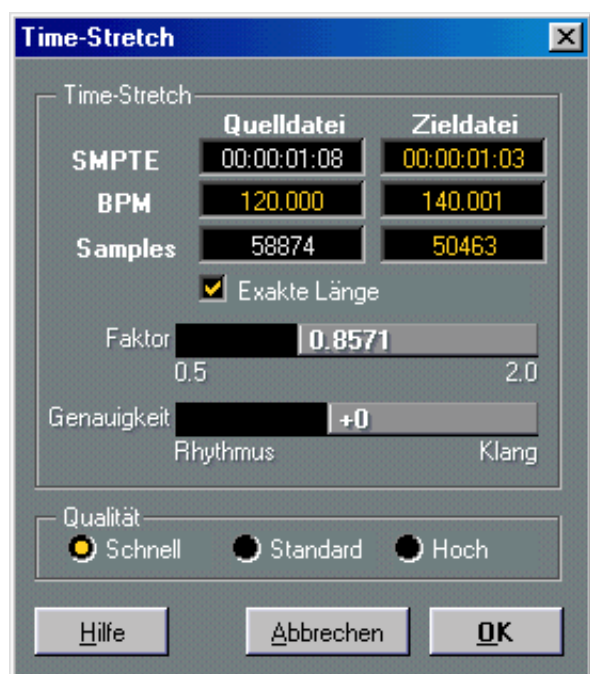 Time-Stretch
Time-Stretch
Quelldatei Zieldatei
SMPTE 00:00:01:08 00:00:01:03
BPM 120.000 140.001
Samples 58874 50463
Exakte Länge
Faktor 0.8571
0.5 2.0
Genauigkeit +0
Rhythmus Klang
Qualität
Schnell Standard Hoch
Hilfe Abbrechen OK